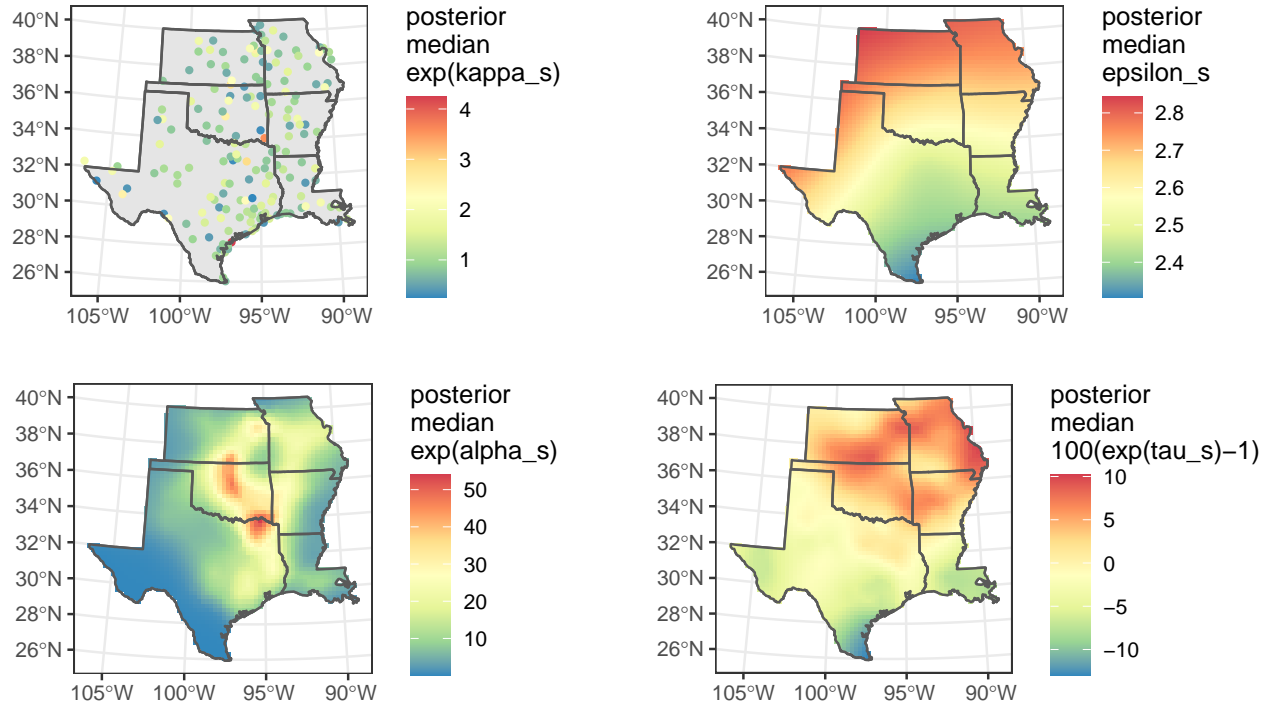 posterior
median
exp(kappa_s)
4
3
2
1
40°N
38°N
36°N
34°N
32°N
30°N
28°N
26°N
105°W 100°W 95°W 90°W
posterior
median
epsilon_s
2.8
2.7
2.6
2.5
2.4
40°N
38°N
36°N
34°N
32°N
30°N
28°N
26°N
105°W 100°W 95°W 90°W
posterior
median
exp(alpha_s)
50
40
30
20
10
40°N
38°N
36°N
34°N
32°N
30°N
28°N
26°N
105°W 100°W 95°W 90°W
posterior
median
100(exp(tau_s)−1)
10
5
0
−5
−10
40°N
38°N
36°N
34°N
32°N
30°N
28°N
26°N
105°W 100°W 95°W 90°W